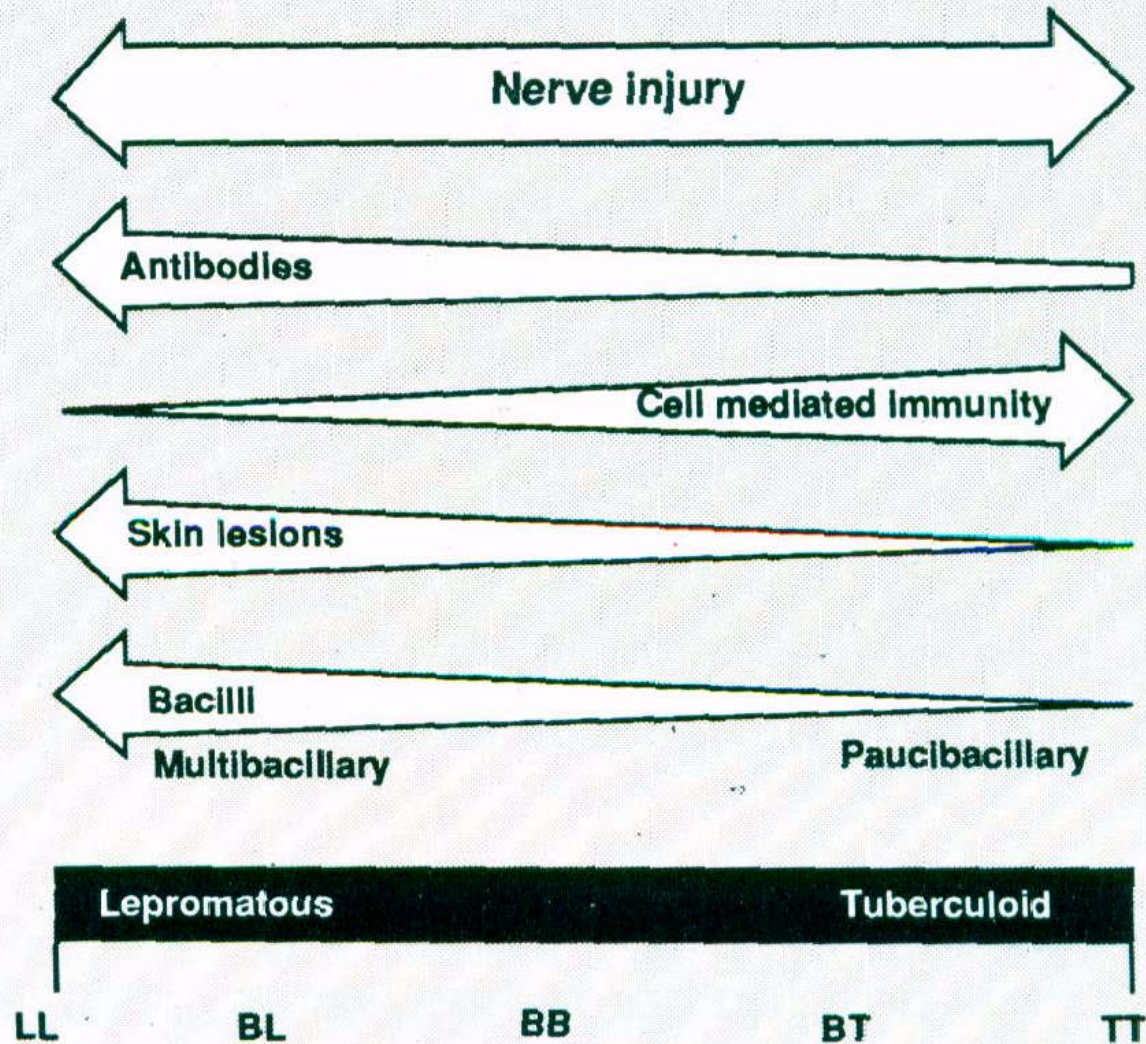 Nerve injury
Antibodies
Cell mediated immunity
Skin lesions
Bacilli
Multibacillary
Paucibacillary
Lepromatous
Tuberculoid
LL BL BB BT TT